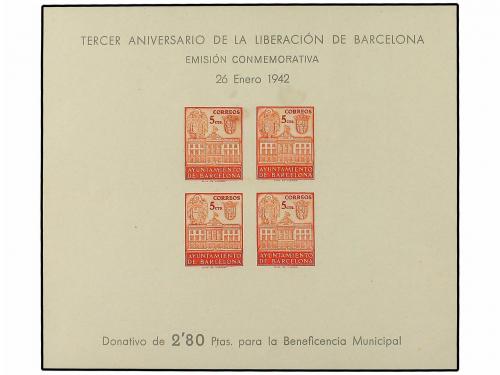 TERCER ANIVERSARIO DE LA LIBERACIÓN DE BARCELONA
EMISIÓN CONMEMORATIVA
26 Enero 1942
CORREOS CORREOS
5 cts. 5 cts.
AYUNTAMIENTO AYUNTAMIENTO
DE BARCELONA DE BARCELONA
CORREOS CORREOS
5 cts. 5 cts.
AYUNTAMIENTO AYUNTAMIENTO
DE BARCELONA DE BARCELONA
Donativo de 2'80 Ptas. para la Beneficencia Municipal